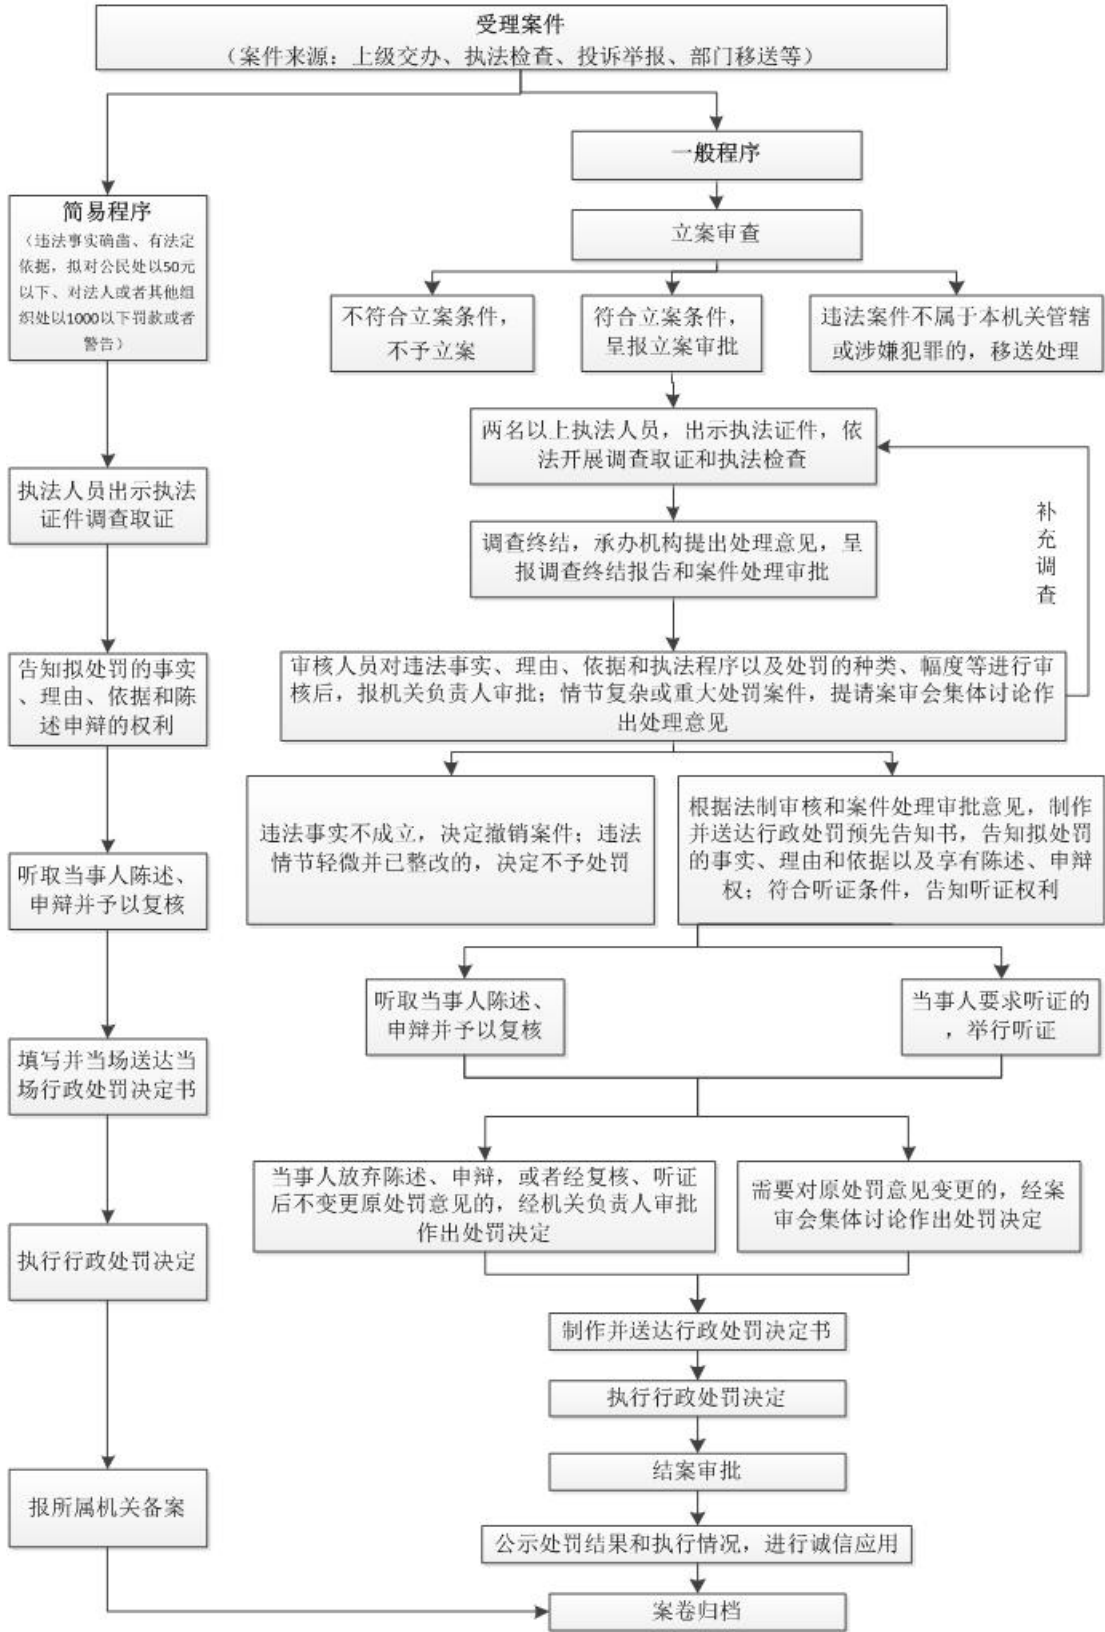 受理案件
（案件来源：上级交办、执法检查、投诉举报、部门移送等）
一般程序
简易程序
（违法事实确凿、有法定
依据，拟对公民处以50元
以下、对法人或者其他组
织处以1000以下罚款或者
警告）
立案审查
不符合立案条件，
不予立案
符合立案条件，
呈报立案审批
违法案件不属于本机关管辖
或涉嫌犯罪的，移送处理
两名以上执法人员，出示执法证件，依
法开展调查取证和执法检查
执法人员出示执法
证件调查取证
补
充
调
查
调查终结，承办机构提出处理意见，呈
报调查终结报告和案件处理审批
告知拟处罚的事实
、理由、依据和陈
述申辩的权利
审核人员对违法事实、理由、依据和执法程序以及处罚的种类、幅度等进行审
核后，报机关负责人审批；情节复杂或重大处罚案件，提请案审会集体讨论作
出处理意见
违法事实不成立，决定撤销案件；违法
情节轻微并已整改的，决定不予处罚
根据法制审核和案件处理审批意见，制作
并送达行政处罚预先告知书，告知拟处罚
的事实、理由和依据以及享有陈述、申辩
权；符合听证条件，告知听证权利
听取当事人陈述、
申辩并予以复核
听取当事人陈述、
申辩并予以复核
当事人要求听证的
，举行听证
填写并当场送达当
场行政处罚决定书
当事人放弃陈述、申辩，或者经复核、听证
后不变更原处罚意见的，经机关负责人审批
作出处罚决定
需要对原处罚意见变更的，经案
审会集体讨论作出处罚决定
执行行政处罚决定
制作并送达行政处罚决定书
执行行政处罚决定
结案审批
报所属机关备案
公示处罚结果和执行情况，进行诚信应用
案卷归档